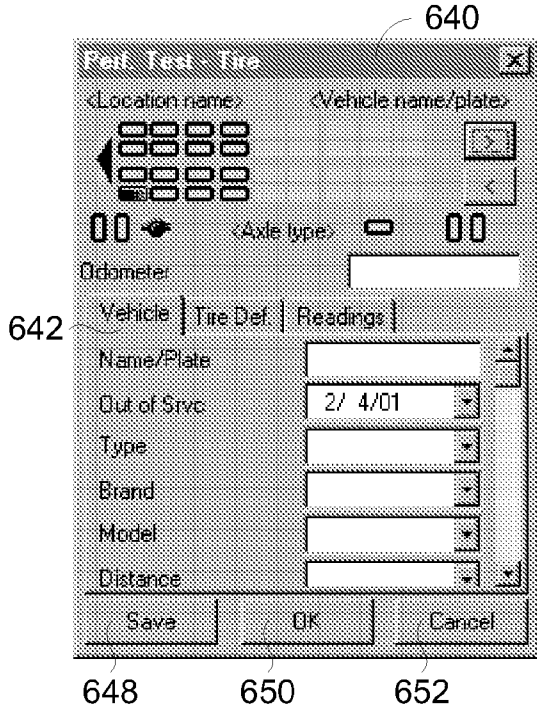 640
Perf. Test - Tire
<Location name> <Vehicle name/plate>
>
<
<Axle type>
Odometer
642
Vehicle Tire Def. Readings
Name/Plate
Out of Srvc 2/ 4/01
Type
Brand
Model
Distance
Save OK Cancel
648 650 652